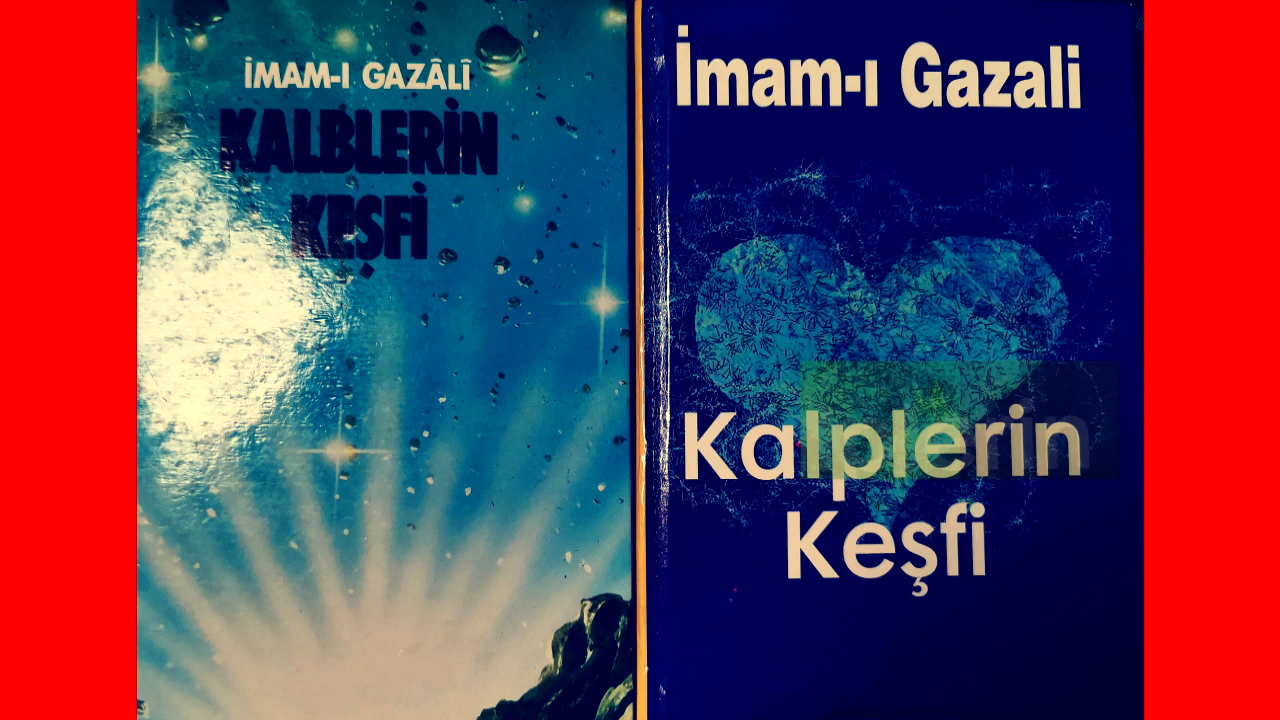 İMAM-I GAZÂLÎ
KALBLERİN
KEŞFİ
İmam-ı Gazali
Kalplerin
Keşfi